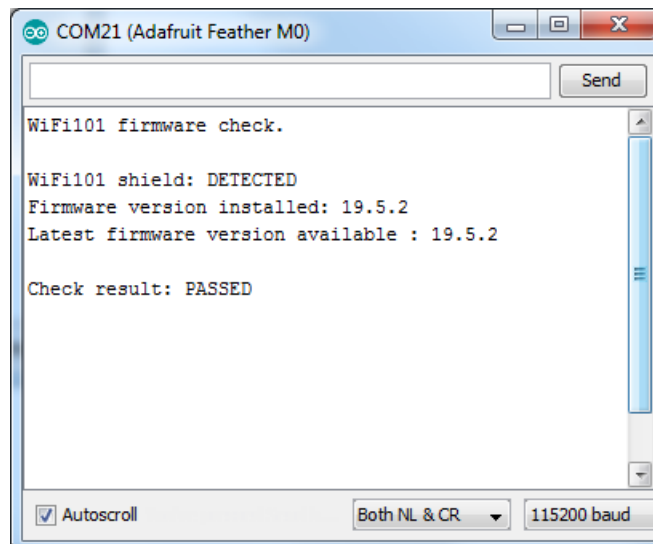 COM21 (Adafruit Feather M0)
Send
WiFi101 firmware check.
WiFi101 shield: DETECTED
Firmware version installed: 19.5.2
Latest firmware version available : 19.5.2
Check result: PASSED
Autoscroll
Both NL & CR
115200 baud